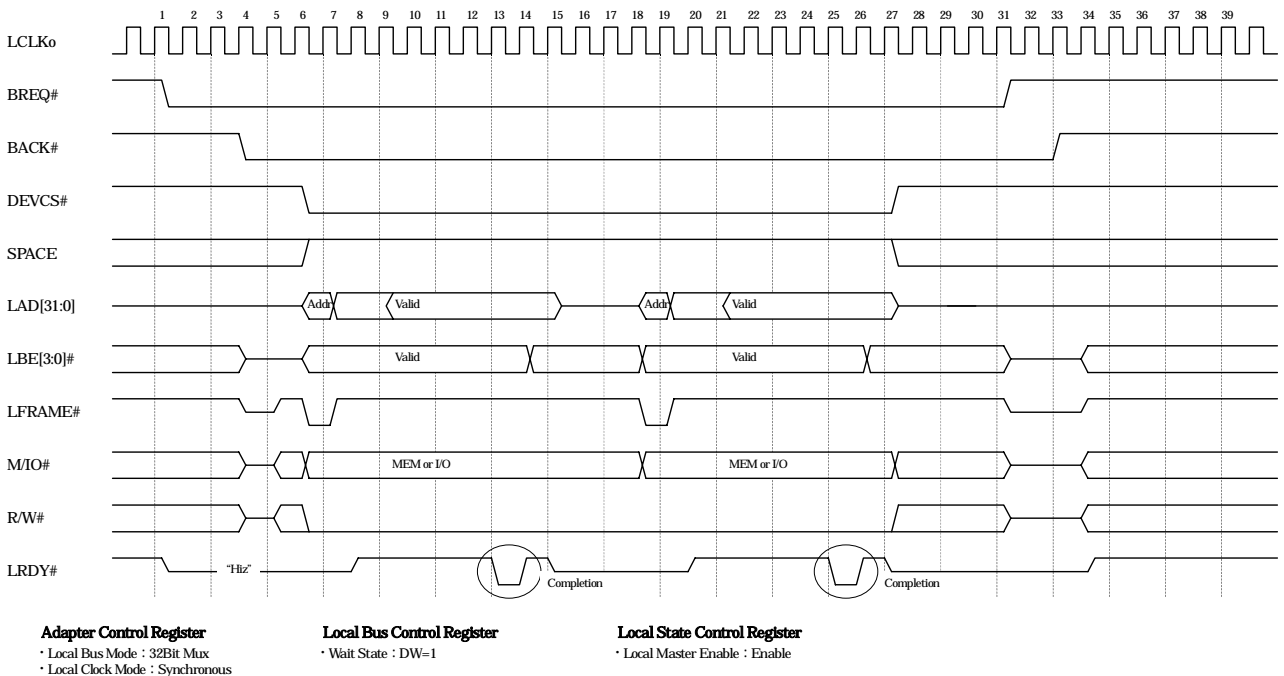 1 2 3 4 5 6 7 8 9 10 11 12 13 14 15 16 17 18 19 20 21 22 23 24 25 26 27 28 29 30 31 32 33 34 35 36 37 38 39
LCLKo
BREQ#
BACK#
DEVCS#
SPACE
LAD[31:0] Addr Valid Addr Valid
LBE[3:0]# Valid Valid
LFRAME#
M/IO# MEM or I/O MEM or I/O
R/W#
LRDY# “Hiz”
Completion Completion
Adapter Control Register Local Bus Control Register Local State Control Register
・Local Bus Mode：32Bit Mux ・Wait State：DW=1 ・Local Master Enable：Enable
・Local Clock Mode：Synchronous